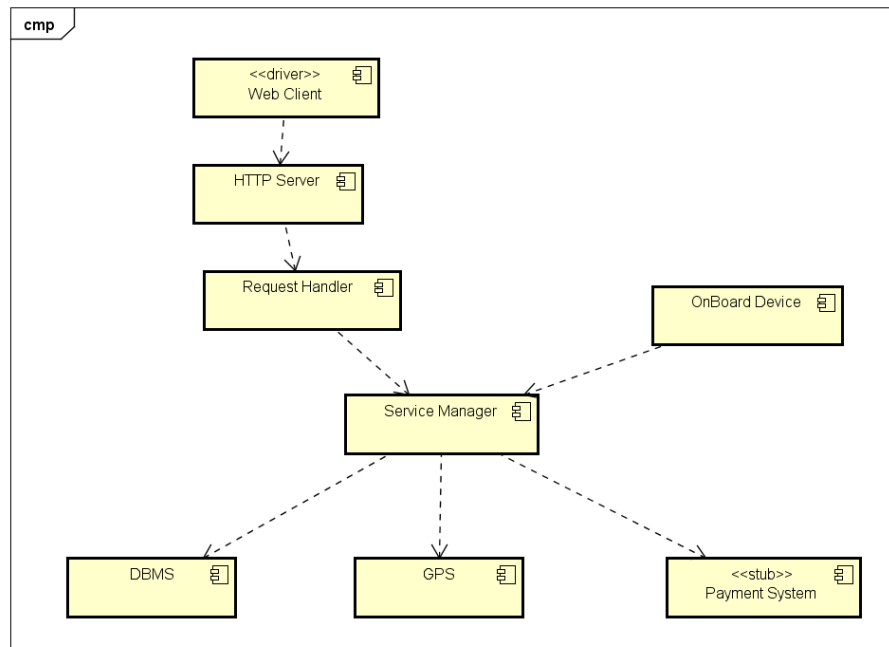 cmp
<<driver>>
Web Client
HTTP Server
Request Handler
OnBoard Device
Service Manager
DBMS
GPS
<<stub>>
Payment System